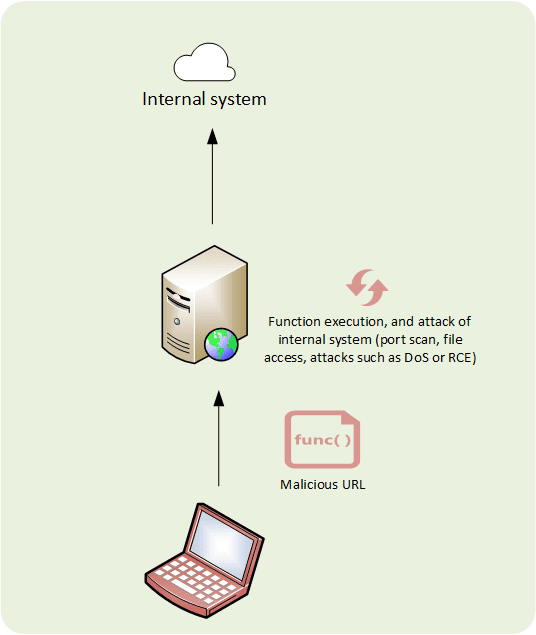 Internal system
Function execution, and attack of
internal system (port scan, file
access, attacks such as DoS or RCE)
func()
Malicious URL